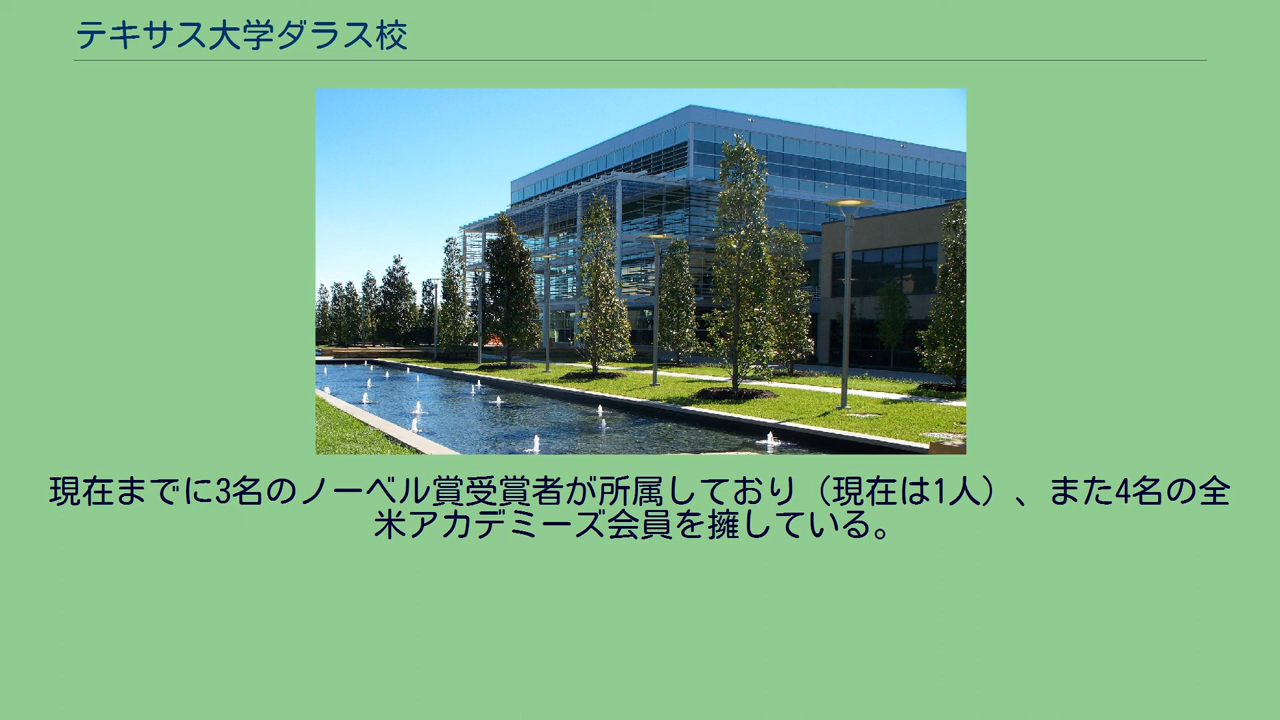 テキサス大学ダラス校
現在までに3名のノーベル賞受賞者が所属しており（現在は1人）、また4名の全
米アカデミーズ会員を擁している。